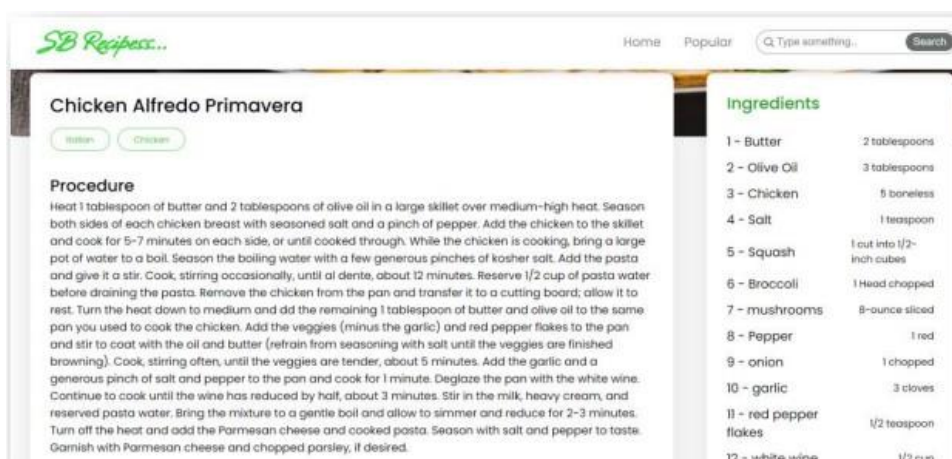 SB Recipess...
Home Popular Type something.. Search
Chicken Alfredo Primavera
Italian Chicken
Procedure
Heat 1 tablespoon of butter and 2 tablespoons of olive oil in a large skillet over medium-high heat. Season
both sides of each chicken breast with seasoned salt and a pinch of pepper. Add the chicken to the skillet
and cook for 5-7 minutes on each side, or until cooked through. While the chicken is cooking, bring a large
pot of water to a boil. Season the boiling water with a few generous pinches of kosher salt. Add the pasta
and give it a stir. Cook, stirring occasionally, until al dente, about 12 minutes. Reserve 1/2 cup of pasta water
before draining the pasta. Remove the chicken from the pan and transfer it to a cutting board; allow it to
rest. Turn the heat down to medium and dd the remaining 1 tablespoon of butter and olive oil to the same
pan you used to cook the chicken. Add the veggies (minus the garlic) and red pepper flakes to the pan
and stir to coat with the oil and butter (refrain from seasoning with salt until the veggies are finished
browning). Cook, stirring often, until the veggies are tender, about 5 minutes. Add the garlic and a
generous pinch of salt and pepper to the pan and cook for 1 minute. Deglaze the pan with the white wine.
Continue to cook until the wine has reduced by half, about 3 minutes. Stir in the milk, heavy cream, and
reserved pasta water. Bring the mixture to a gentle boil and allow to simmer and reduce for 2-3 minutes.
Turn off the heat and add the Parmesan cheese and cooked pasta. Season with salt and pepper to taste.
Garnish with Parmesan cheese and chopped parsley, if desired.
Ingredients
1 - Butter 2 tablespoons
2 - Olive Oil 3 tablespoons
3 - Chicken 5 boneless
4 - Salt 1 teaspoon
5 - Squash 1 cut into 1/2-
inch cubes
6 - Broccoli 1 Head chopped
7 - mushrooms 8-ounce sliced
8 - Pepper 1 red
9 - onion 1 chopped
10 - garlic 3 cloves
11 - red pepper
flakes 1/2 teaspoon
12 - white wine 1/2 cup